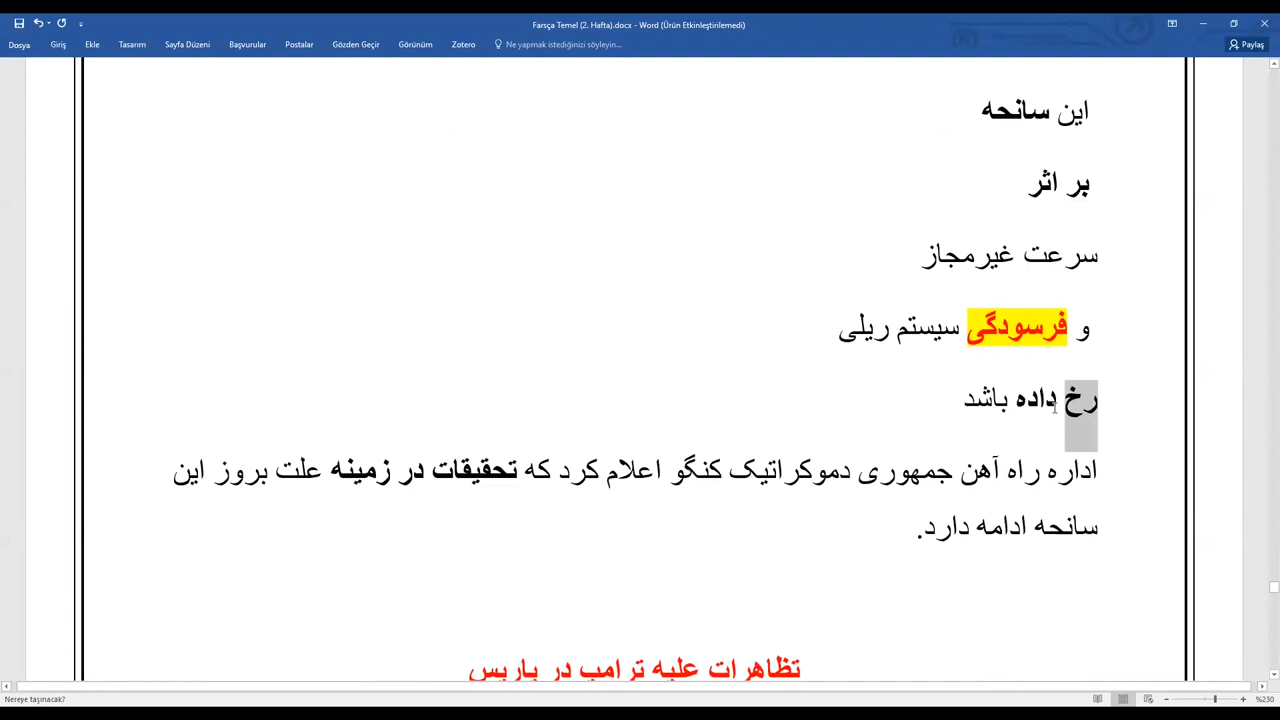 Farsça Temel (2. Hafta).docx - Word (Ürün Etkinleştirilemedi)
Dosya Giriş Ekle Tasarım Sayfa Düzeni Başvurular Postalar Gözden Geçir Görünüm Zotero Ne yapmak istediğinizi söyleyin... Paylaş
این سانحه
بر اثر
سرعت غیرمجاز
و فرسودگی سیستم ریلی
رخ داده باشد
اداره راه آهن جمهوری دموکراتیک کنگو اعلام کرد که تحقیقات در زمینه علت بروز این
سانحه ادامه دارد.
تظاهرات علیه ترامپ در پاریس
Nereye taşınacak?
%230